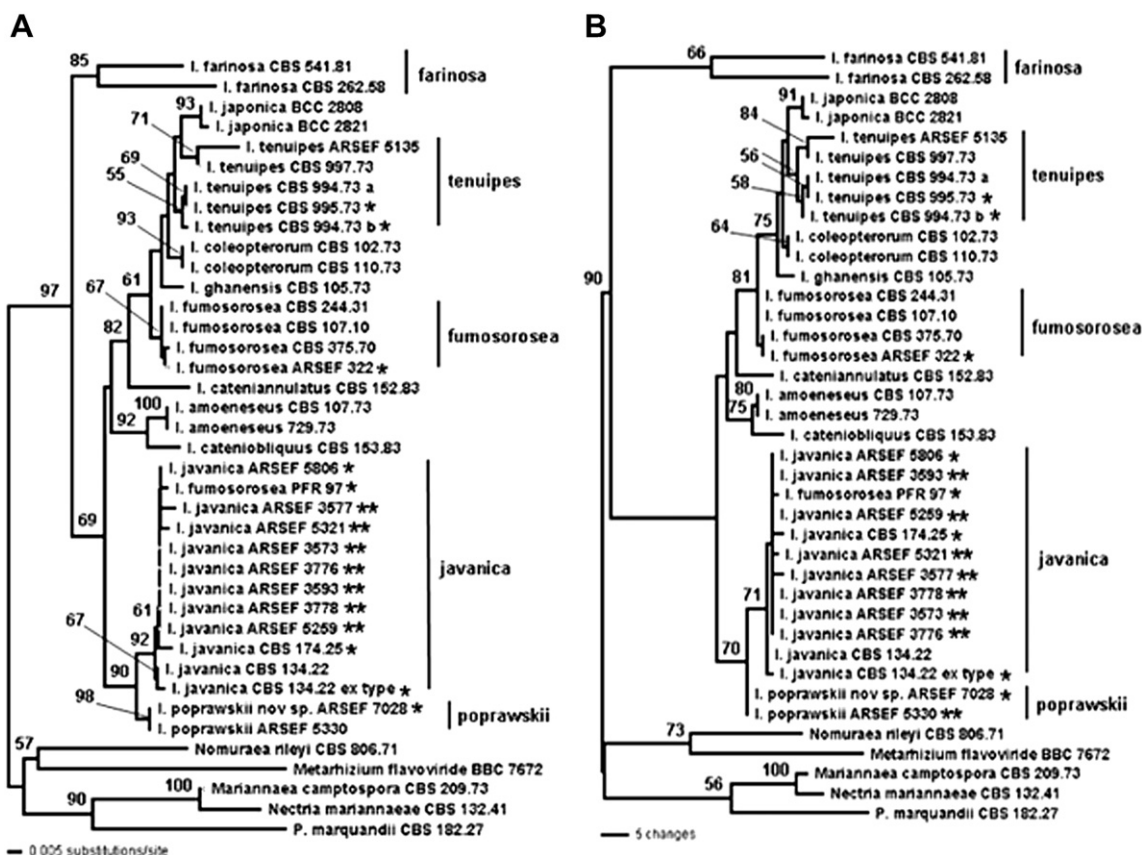 A
85
I. farinosa CBS 541.81
I. farinosa CBS 262.58
farinosa
93
I. japonica BCC 2808
I. japonica BCC 2821
71
I. tenuipes ARSEF 5135
I. tenuipes CBS 997.73
69
I. tenuipes CBS 994.73 a
55
I. tenuipes CBS 995.73 *
I. tenuipes CBS 994.73 b *
tenuipes
93
I. coleopterorum CBS 102.73
I. coleopterorum CBS 110.73
61
I. ghanensis CBS 105.73
67
I. fumosorosea CBS 244.31
I. fumosorosea CBS 107.10
I. fumosorosea CBS 375.70
I. fumosorosea ARSEF 322 *
fumosorosea
97
82
I. cateniannulatus CBS 152.83
100
I. amoeneseus CBS 107.73
92
I. amoeneseus 729.73
I. cateniobliquus CBS 153.83
I. javanica ARSEF 5806 *
I. fumosorosea PFR 97 *
I. javanica ARSEF 3577 **
69
I. javanica ARSEF 5321 **
I. javanica ARSEF 3573 **
I. javanica ARSEF 3776 **
I. javanica ARSEF 3593 **
61
I. javanica ARSEF 3778 **
67
I. javanica ARSEF 5259 **
92
I. javanica CBS 174.25 *
90
I. javanica CBS 134.22
I. javanica CBS 134.22 ex type *
javanica
98
I. poprawskii nov sp. ARSEF 7028 *
I. poprawskii ARSEF 5330
poprawskii
57
Nomuraea rileyi CBS 806.71
Metarhizium flavoviride BBC 7672
100
Mariannaea camptospora CBS 209.73
90
Nectria mariannaeae CBS 132.41
P. marquandii CBS 182.27
0.005 substitutions/site
B
66
I. farinosa CBS 541.81
I. farinosa CBS 262.58
farinosa
91
I. japonica BCC 2808
84
I. japonica BCC 2821
I. tenuipes ARSEF 5135
56
I. tenuipes CBS 997.73
I. tenuipes CBS 994.73 a
58
I. tenuipes CBS 995.73 *
75
I. tenuipes CBS 994.73 b *
tenuipes
64
I. coleopterorum CBS 102.73
I. coleopterorum CBS 110.73
81
I. ghanensis CBS 105.73
90
I. fumosorosea CBS 244.31
I. fumosorosea CBS 107.10
I. fumosorosea CBS 375.70
I. fumosorosea ARSEF 322 *
fumosorosea
I. cateniannulatus CBS 152.83
80
I. amoeneseus CBS 107.73
75
I. amoeneseus 729.73
I. cateniobliquus CBS 153.83
I. javanica ARSEF 5806 *
I. javanica ARSEF 3593 **
I. fumosorosea PFR 97 *
I. javanica ARSEF 5259 **
I. javanica CBS 174.25 *
I. javanica ARSEF 5321 **
I. javanica ARSEF 3577 **
71
I. javanica ARSEF 3778 **
I. javanica ARSEF 3573 **
I. javanica ARSEF 3776 **
70
I. javanica CBS 134.22
I. javanica CBS 134.22 ex type *
javanica
I. poprawskii nov sp. ARSEF 7028 *
I. poprawskii ARSEF 5330 **
poprawskii
73
Nomuraea rileyi CBS 806.71
Metarhizium flavoviride BBC 7672
100
Mariannaea camptospora CBS 209.73
56
Nectria mariannaeae CBS 132.41
P. marquandii CBS 182.27
5 changes